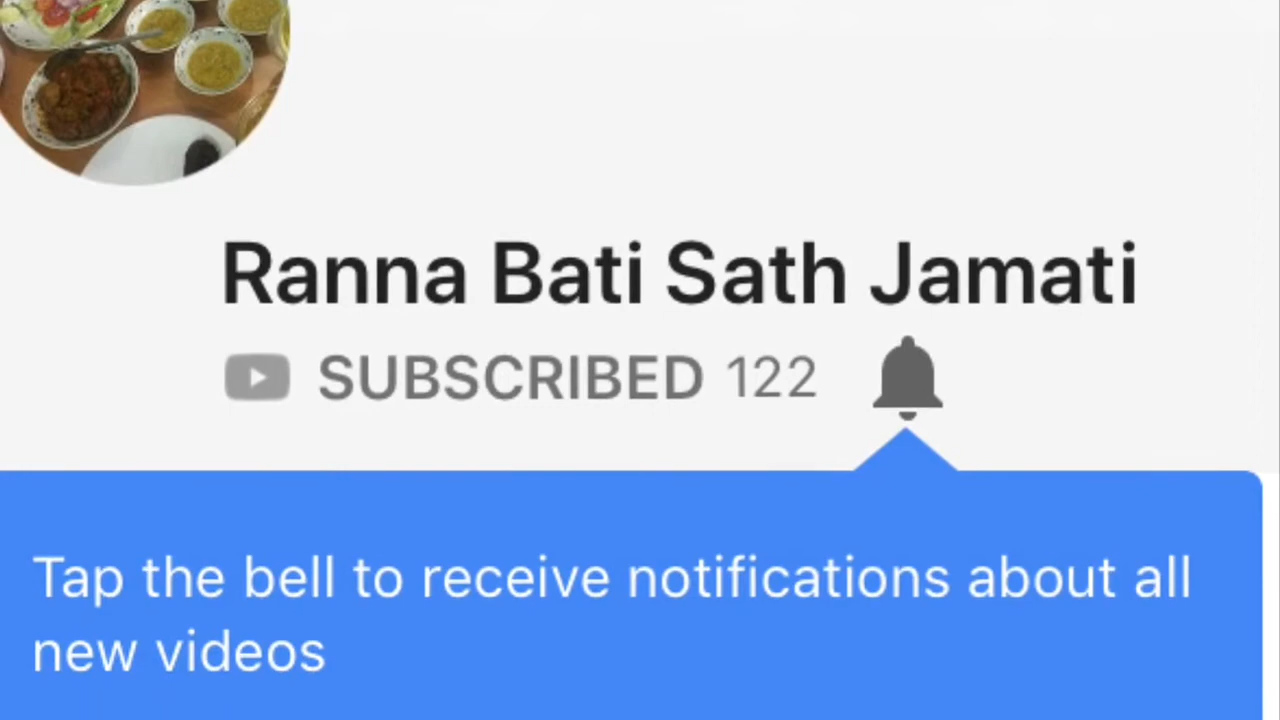 Ranna Bati Sath Jamati
SUBSCRIBED 122
Tap the bell to receive notifications about all
new videos